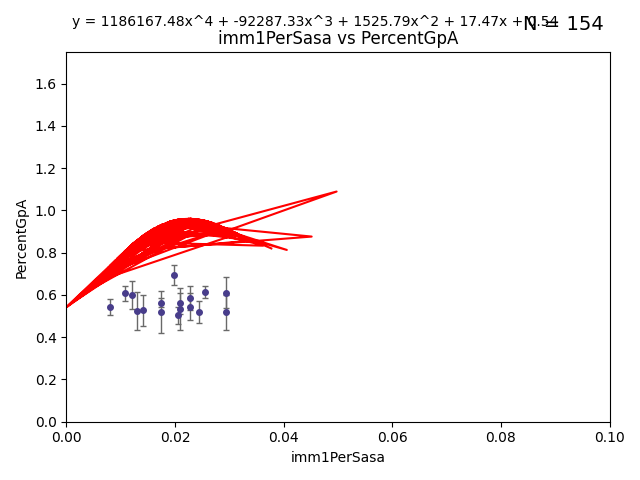 y = 1186167.48x^4 + -92287.33x^3 + 1525.79x^2 + 17.47x + 0.54
N = 154
imm1PerSasa vs PercentGpA
1.6
1.4
1.2
1.0
0.8
0.6
0.4
0.2
0.0
PercentGpA
0.00 0.02 0.04 0.06 0.08 0.10
imm1PerSasa